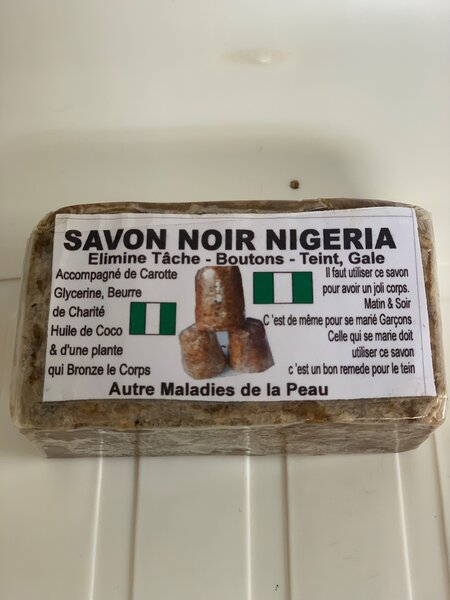 SAVON NOIR NIGERIA
Elimine Tâche - Boutons - Teint, Gale
Accompagné de Carotte
Glycerine, Beurre
de Charité
Huile de Coco
& d'une plante
qui Bronze le Corps
Il faut utiliser ce savon
pour avoir un joli corps.
Matin & Soir
C 'est de même pour se marié Garçons
Celle qui se marie doit
utiliser ce savon
c 'est un bon remede pour le tein
Autre Maladies de la Peau